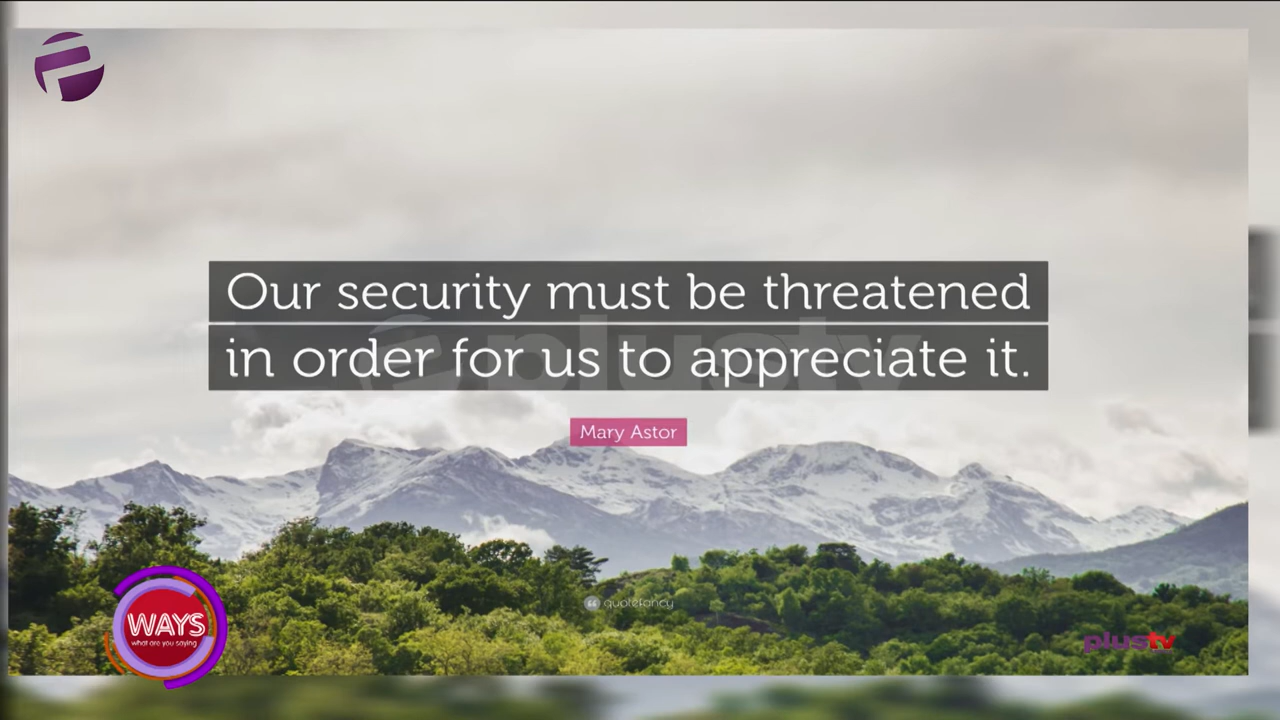 Our security must be threatened
in order for us to appreciate it.
plustv
Mary Astor
quotefancy
WAYS
what are you saying
plustv